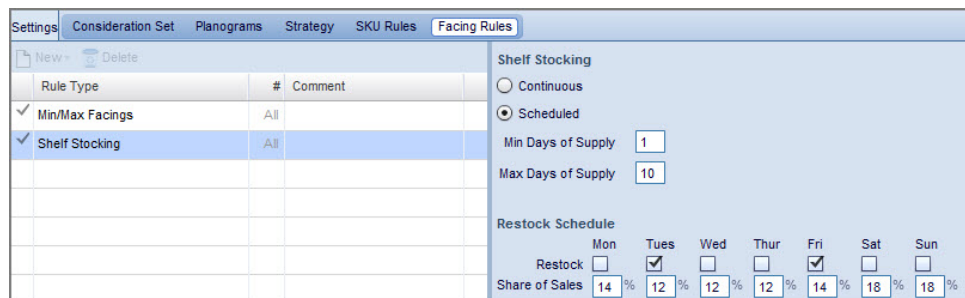 Settings Consideration Set Planograms Strategy SKU Rules Facing Rules
New Delete
Rule Type # Comment
Min/Max Facings All
Shelf Stocking All
Shelf Stocking
Continuous
Scheduled
Min Days of Supply 1
Max Days of Supply 10
Restock Schedule
Mon Tues Wed Thur Fri Sat Sun
Restock
Share of Sales 14 % 12 % 12 % 12 % 14 % 18 % 18 %